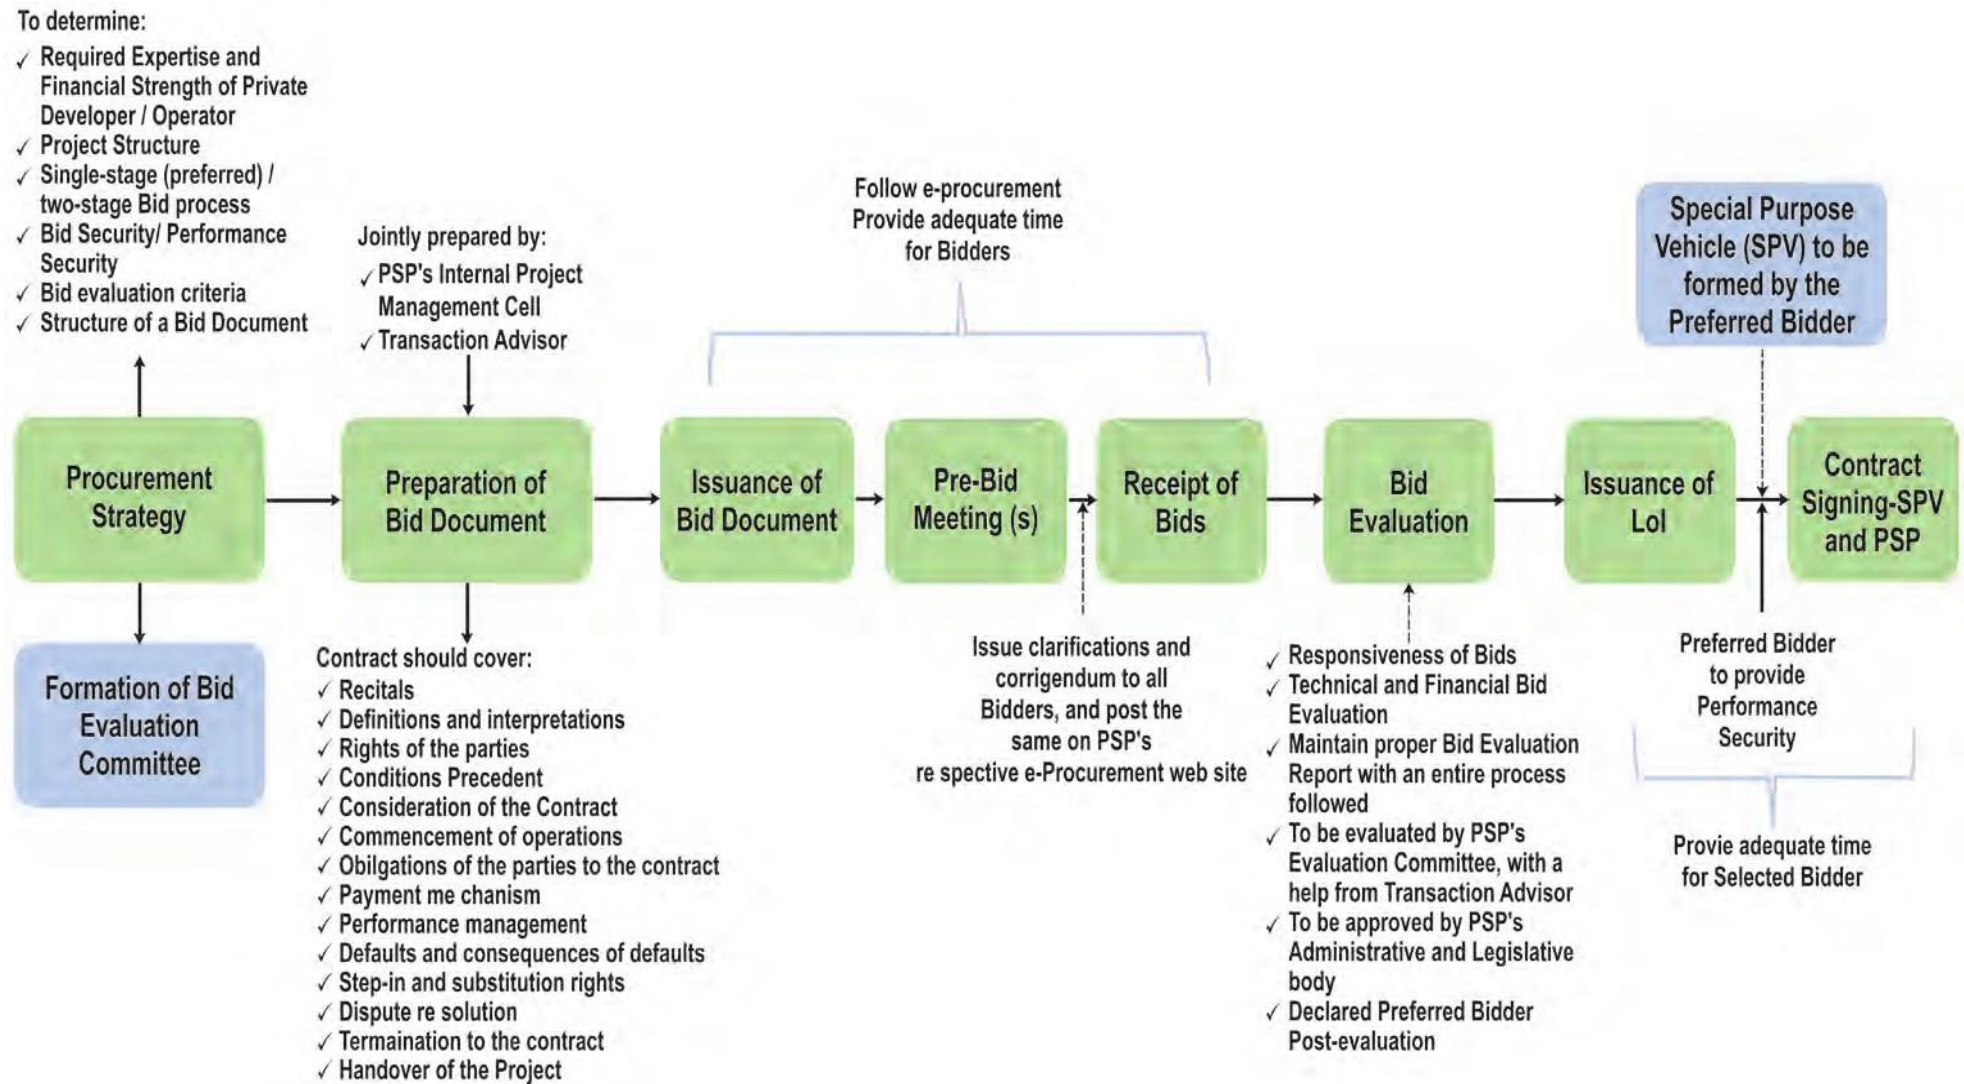 To determine:
✓ Required Expertise and
Financial Strength of Private
Developer / Operator
✓ Project Structure
✓ Single-stage (preferred) /
two-stage Bid process
✓ Bid Security/ Performance
Security
✓ Bid evaluation criteria
✓ Structure of a Bid Document
Jointly prepared by:
✓ PSP's Internal Project
Management Cell
✓ Transaction Advisor
Follow e-procurement
Provide adequate time
for Bidders
Special Purpose
Vehicle (SPV) to be
formed by the
Preferred Bidder
Procurement
Strategy
Preparation of
Bid Document
Issuance of
Bid Document
Pre-Bid
Meeting (s)
Receipt of
Bids
Bid
Evaluation
Issuance of
LoI
Contract
Signing-SPV
and PSP
Formation of Bid
Evaluation
Committee
Contract should cover:
✓ Recitals
✓ Definitions and interpretations
✓ Rights of the parties
✓ Conditions Precedent
✓ Consideration of the Contract
✓ Commencement of operations
✓ Obilgations of the parties to the contract
✓ Payment me chanism
✓ Performance management
✓ Defaults and consequences of defaults
✓ Step-in and substitution rights
✓ Dispute re solution
✓ Termaination to the contract
✓ Handover of the Project
Issue clarifications and
corrigendum to all
Bidders, and post the
same on PSP's
re spective e-Procurement web site
✓ Responsiveness of Bids
✓ Technical and Financial Bid
Evaluation
✓ Maintain proper Bid Evaluation
Report with an entire process
followed
✓ To be evaluated by PSP's
Evaluation Committee, with a
help from Transaction Advisor
✓ To be approved by PSP's
Administrative and Legislative
body
✓ Declared Preferred Bidder
Post-evaluation
Preferred Bidder
to provide
Performance
Security
Provie adequate time
for Selected Bidder